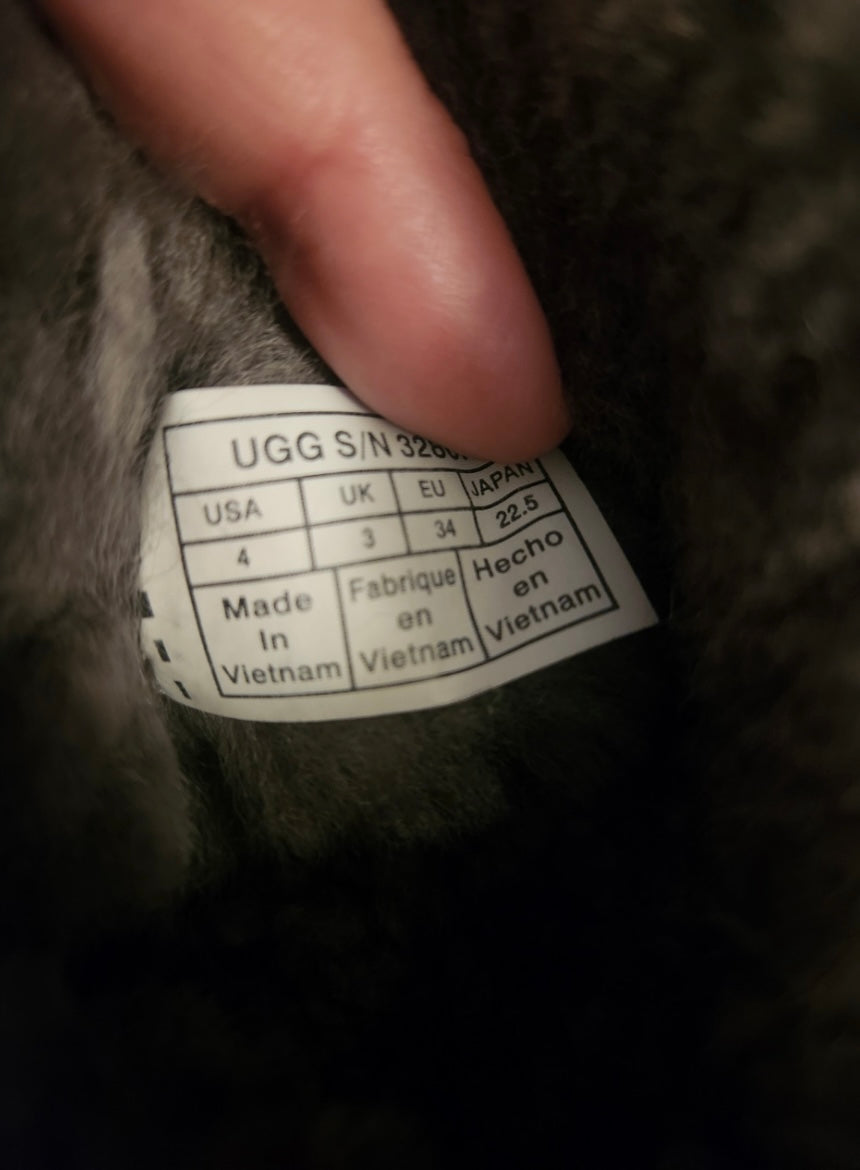 UGG S/N
USA UK EU JAPAN
4 3 34 22.5
Made
In
Vietnam
Fabrique
en
Vietnam
Hecho
en
Vietnam